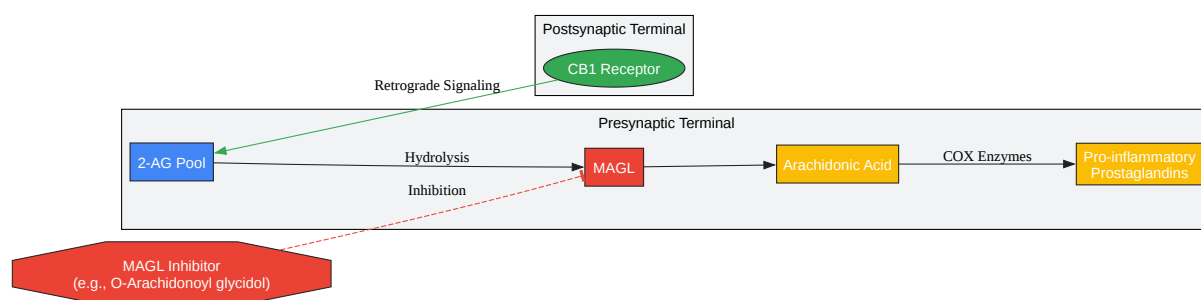 Postsynaptic Terminal
CB1 Receptor
Retrograde Signaling
Presynaptic Terminal
2-AG Pool
Hydrolysis
MAGL
Arachidonic Acid
COX Enzymes
Pro-inflammatory
Prostaglandins
Inhibition
MAGL Inhibitor
(e.g., O-Arachidonoyl glycidol)